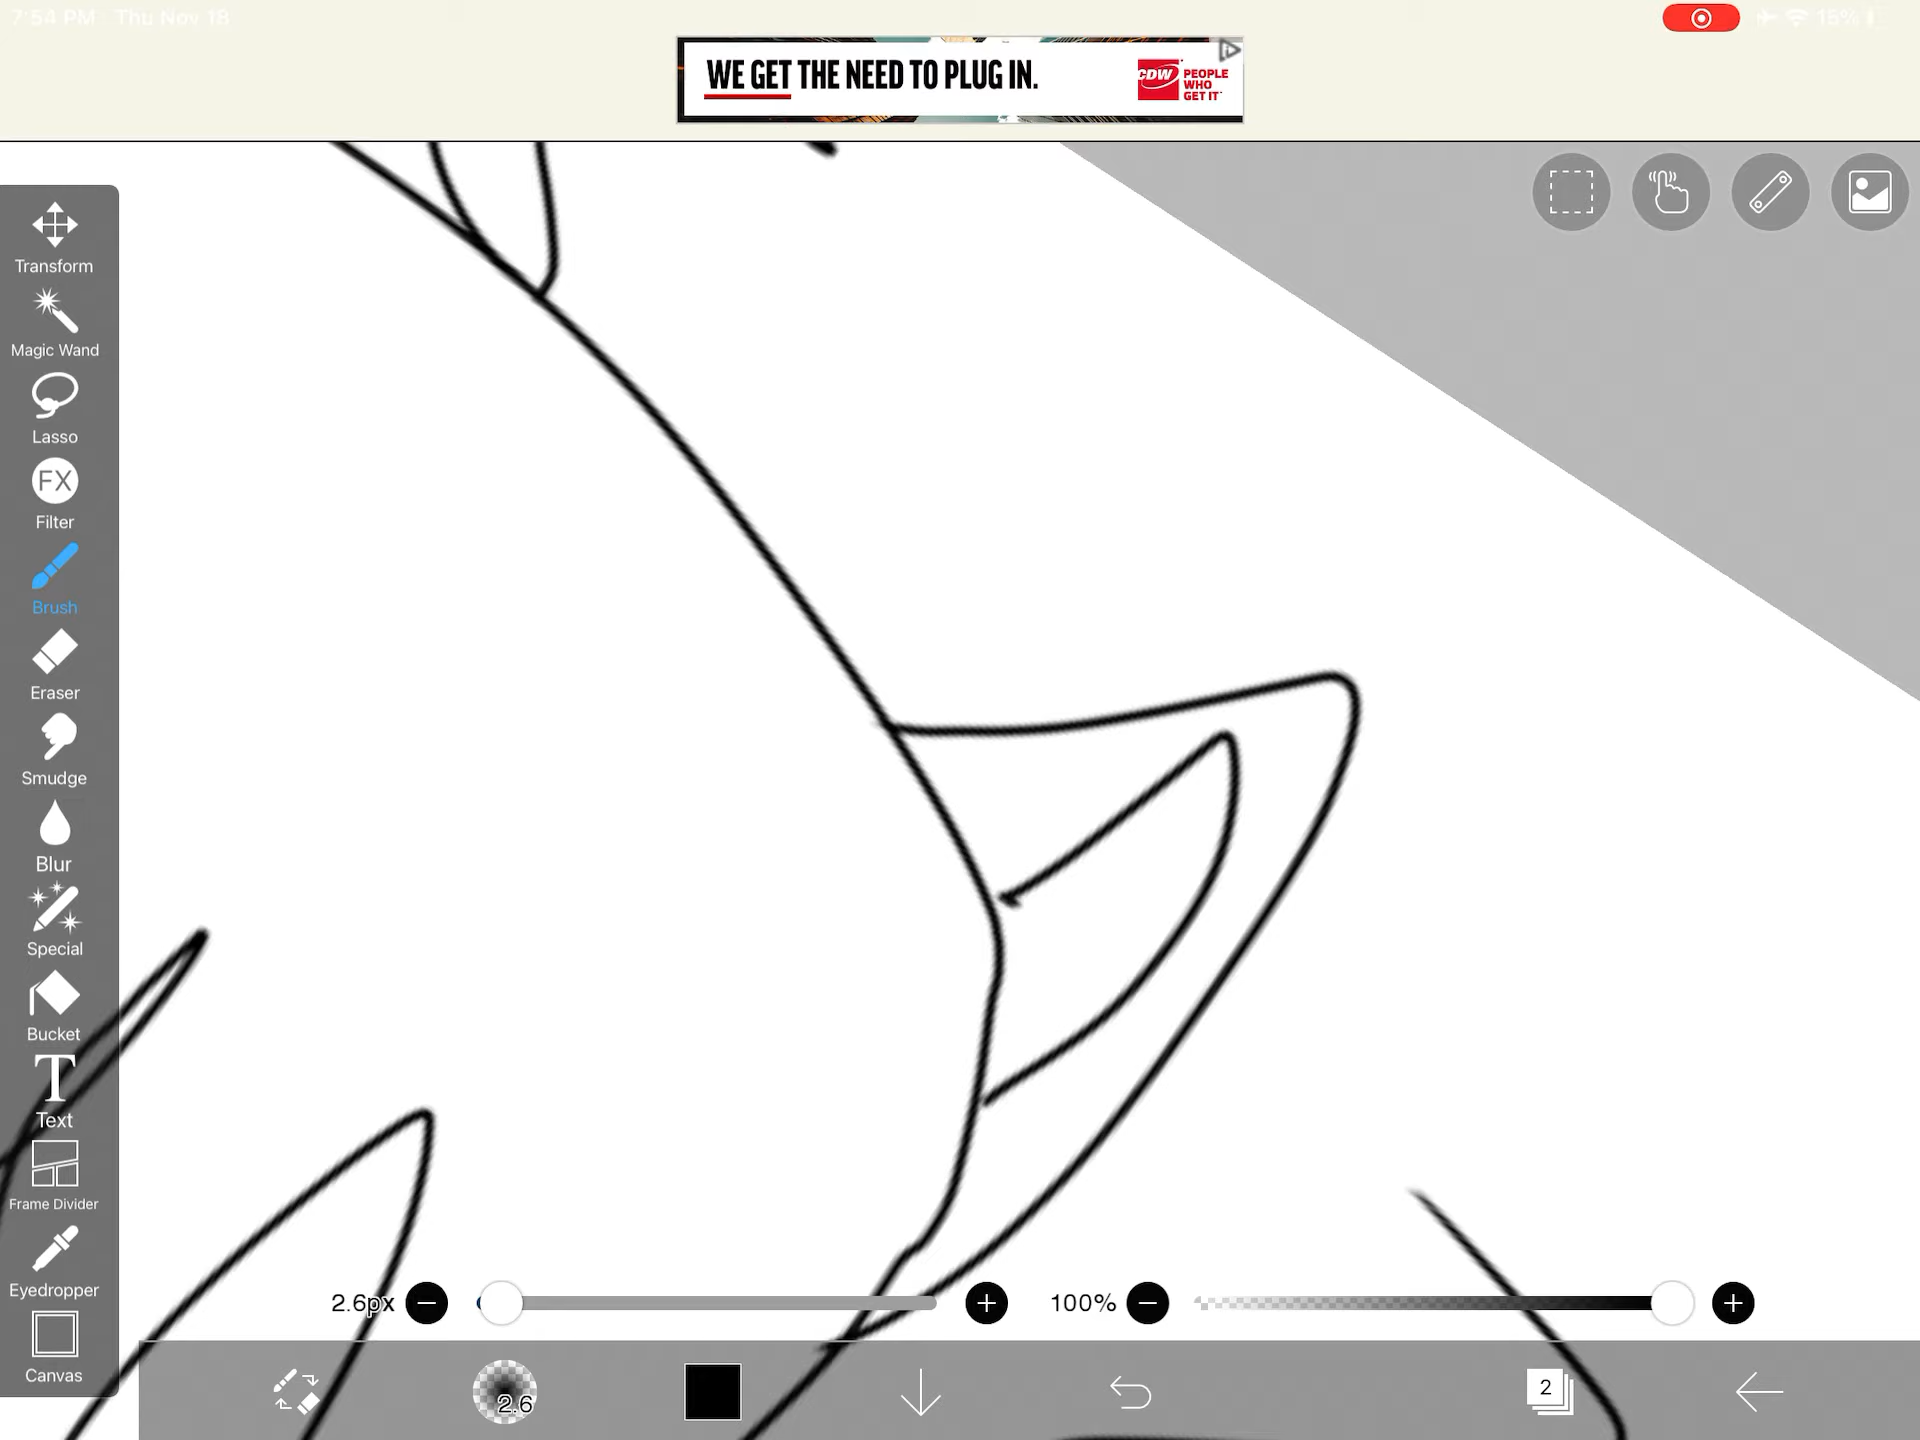 7:54 PM Thu Nov 18
15%
WE GET THE NEED TO PLUG IN.
CDW
PEOPLE
WHO
GET IT
Transform
Magic Wand
Lasso
FX
Filter
Brush
Eraser
Smudge
Blur
Special
Bucket
T
Text
Frame Divider
Eyedropper
Canvas
2.6px
100%
2.6
2